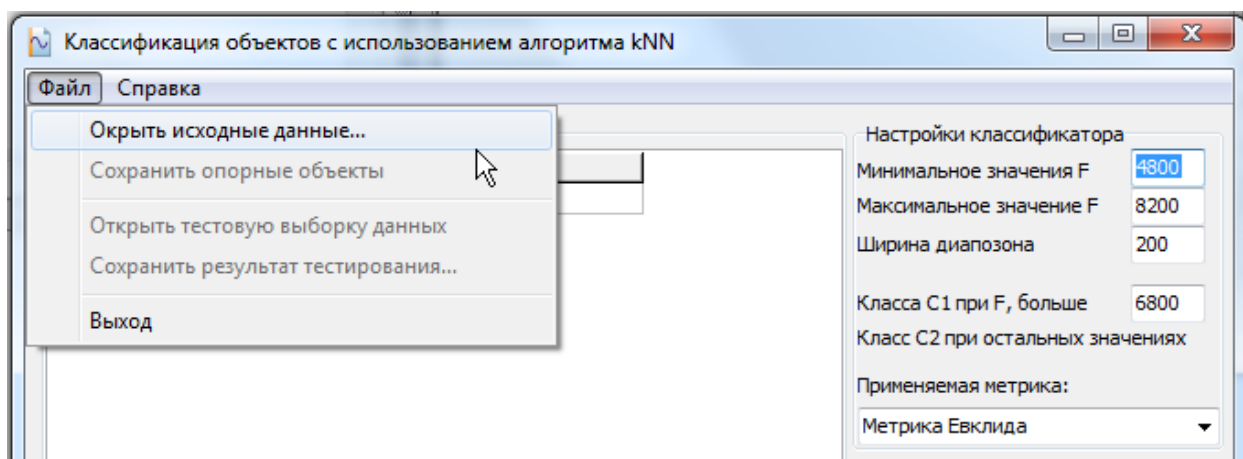 Классификация объектов с использованием алгоритма kNN
Файл Справка
Окрыть исходные данные...
Сохранить опорные объекты
Открыть тестовую выборку данных
Сохранить результат тестирования...
Выход
Настройки классификатора
Минимальное значения F 4800
Максимальное значение F 8200
Ширина диапозона 200
Класса C1 при F, больше 6800
Класс C2 при остальных значениях
Применяемая метрика:
Метрика Евклида